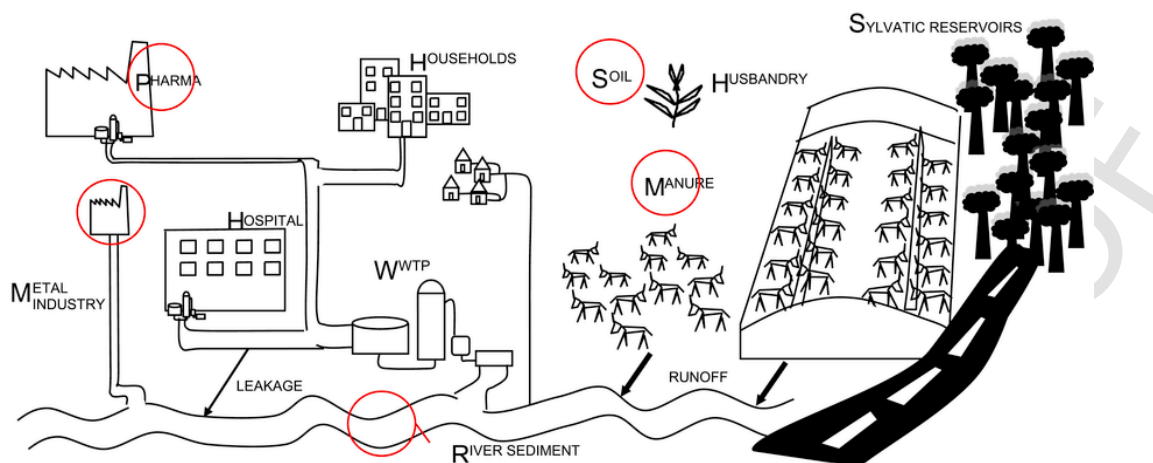 SYLVATIC RESERVOIRS
PHARMA
HOUSEHOLDS
SOIL
HUSBANDRY
MANURE
HOSPITAL
WWTP
METAL
INDUSTRY
LEAKAGE
RUNOFF
RIVER SEDIMENT